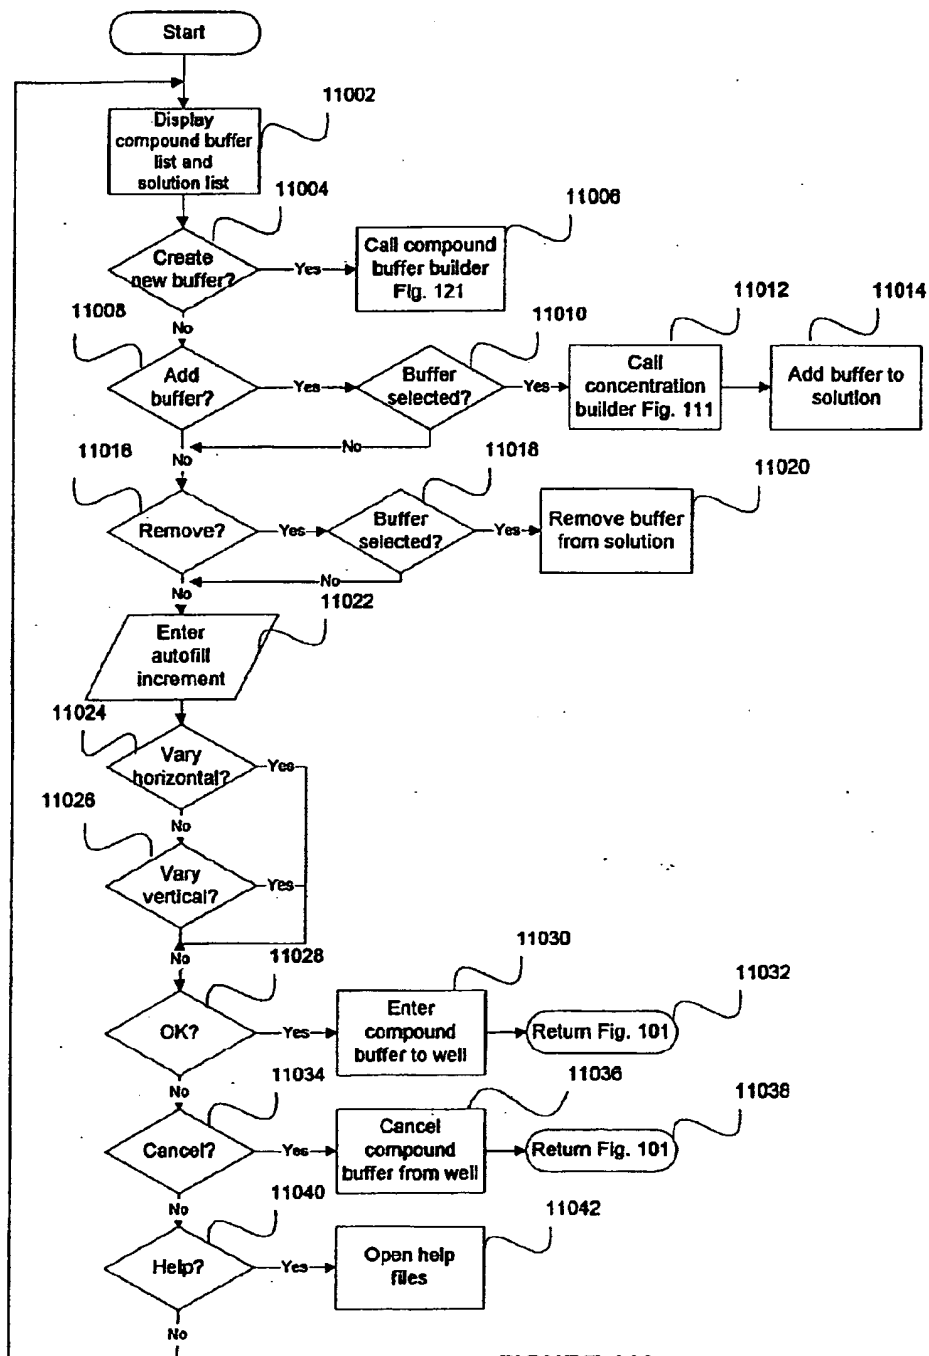 Start
11002
Display
compound buffer
list and
solution list
11004
11006
Create
new buffer?
Yes
Call compound
buffer builder
Fig. 121
No
11008
11010
11012
11014
Add
buffer?
Yes
Buffer
selected?
Yes
Call
concentration
builder Fig. 111
Add buffer to
solution
No
No
11016
11018
11020
Remove?
Yes
Buffer
selected?
Yes
Remove buffer
from solution
No
No
11022
Enter
autofill
increment
11024
Vary
horizontal?
Yes
No
11026
Vary
vertical?
Yes
No
11028
11030
11032
OK?
Yes
Enter
compound
buffer to well
Return Fig. 101
No
11034
11036
11038
Cancel?
Yes
Cancel
compound
buffer from well
Return Fig. 101
No
11040
11042
Help?
Yes
Open help
files
No